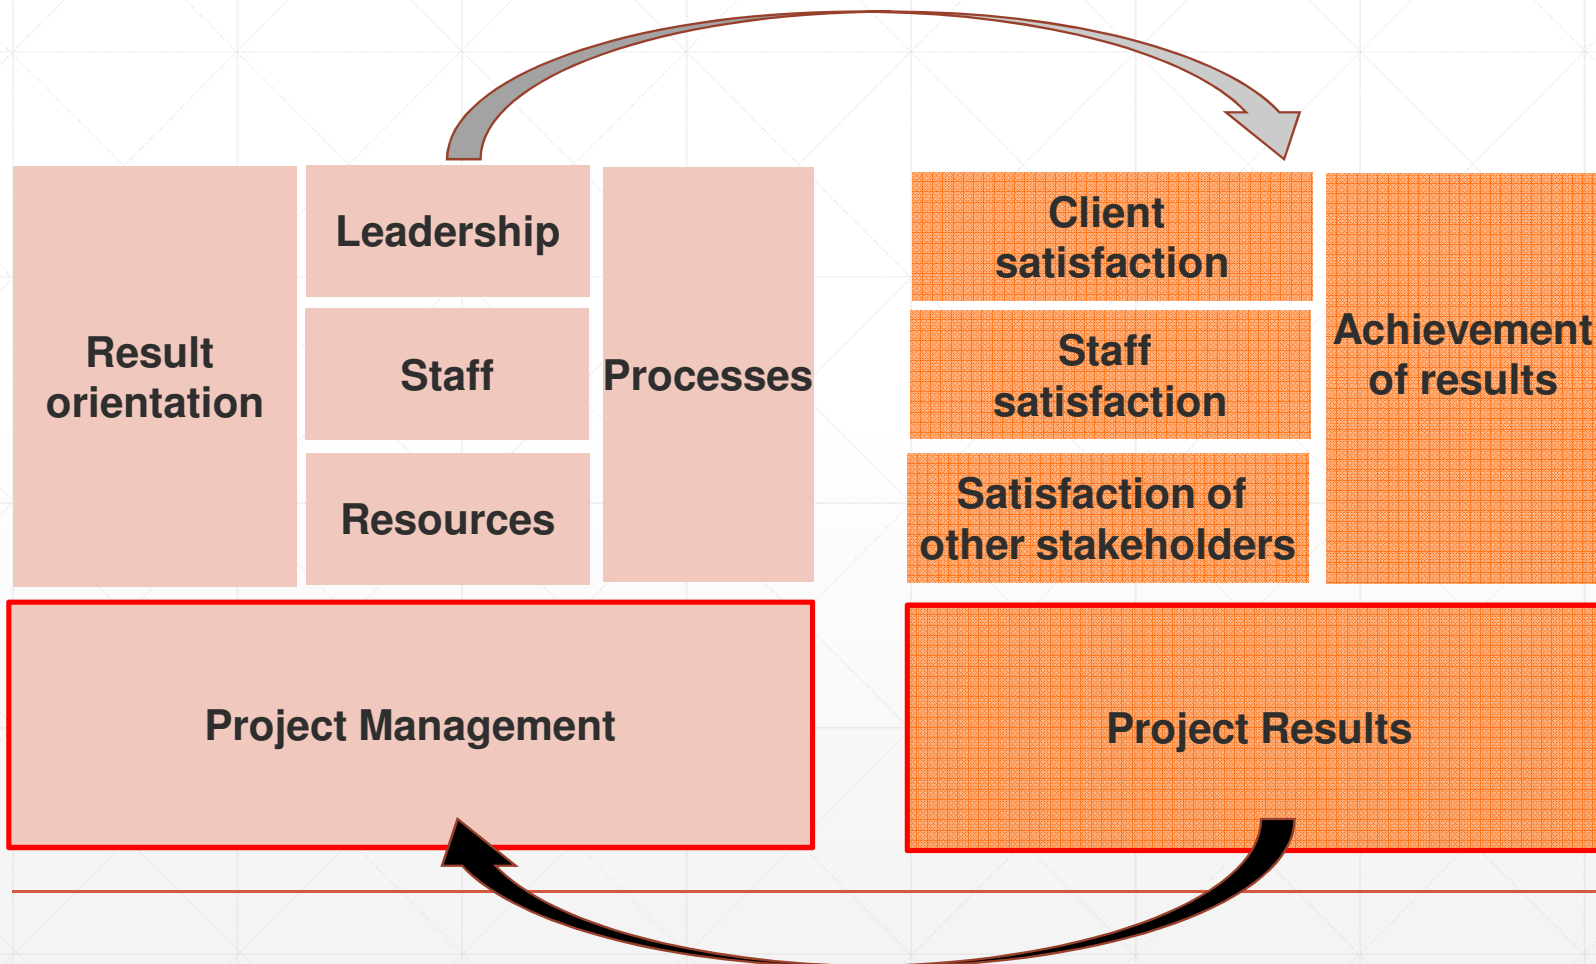 Result
orientation
Leadership
Staff
Resources
Processes
Client
satisfaction
Staff
satisfaction
Satisfaction of
other stakeholders
Achievement
of results
Project Management
Project Results